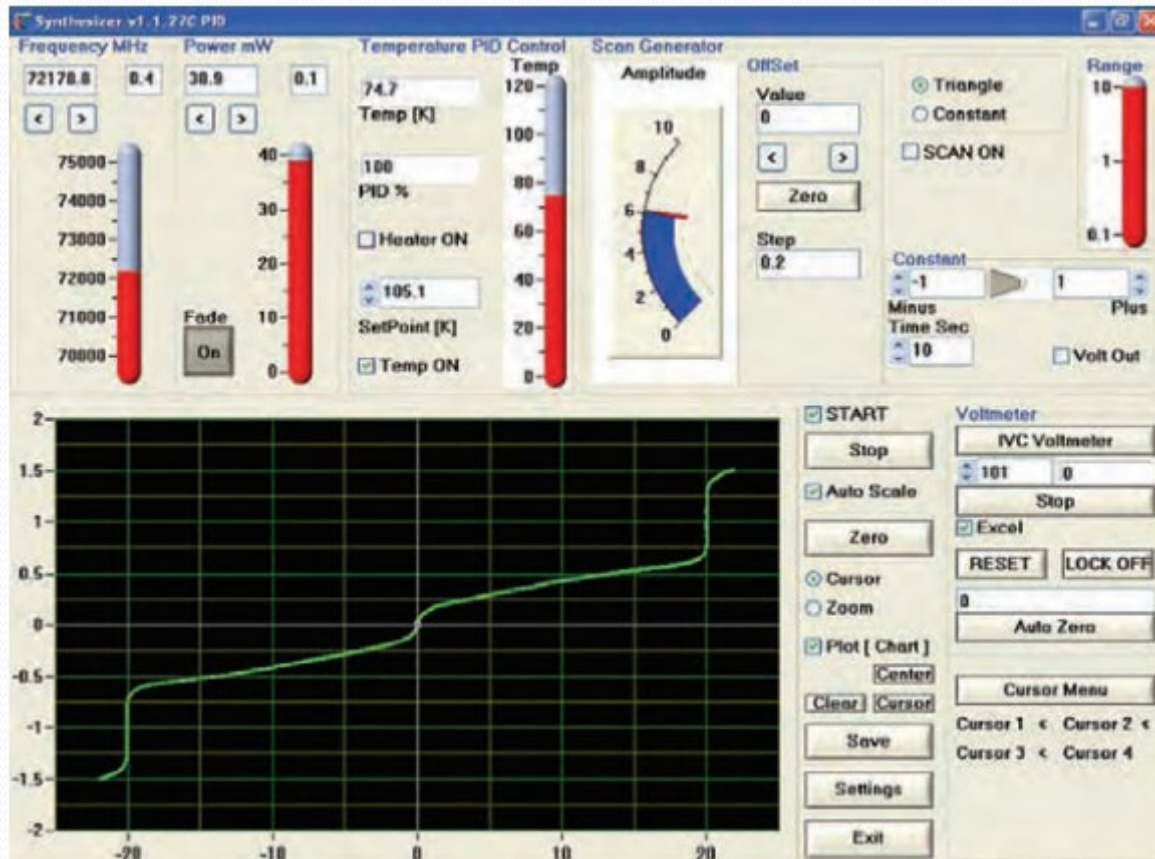 Synthesizer v1.1.27C PID
Frequency MHz
72178.8 0.4
< >
75000
74000
73000
72000
71000
70000
Power mW
38.9 0.1
< >
40
30
20
10
0
Fade
On
Temperature PID Control
74.7
Temp [K]
100
PID %
Heater ON
105.1
SetPoint [K]
Temp ON
Temp
120
100
80
60
40
20
0
Scan Generator
Amplitude
10
8
6
4
2
0
OffSet
Value
0
< >
Zero
Step
0.2
Triangle
Constant
SCAN ON
Range
10
1
0.1
Constant
-1 1
Minus Plus
Time Sec
10
Volt Out
2
1.5
1
0.5
0
-0.5
-1
-1.5
-2
-20 -10 0 10 20
START
Stop
Auto Scale
Zero
Cursor
Zoom
Plot [ Chart ]
Center
Clear Cursor
Save
Settings
Exit
Voltmeter
IVC Voltmeter
101 0
Stop
Excel
RESET LOCK OFF
0
Auto Zero
Cursor Menu
Cursor 1 < Cursor 2 <
Cursor 3 < Cursor 4